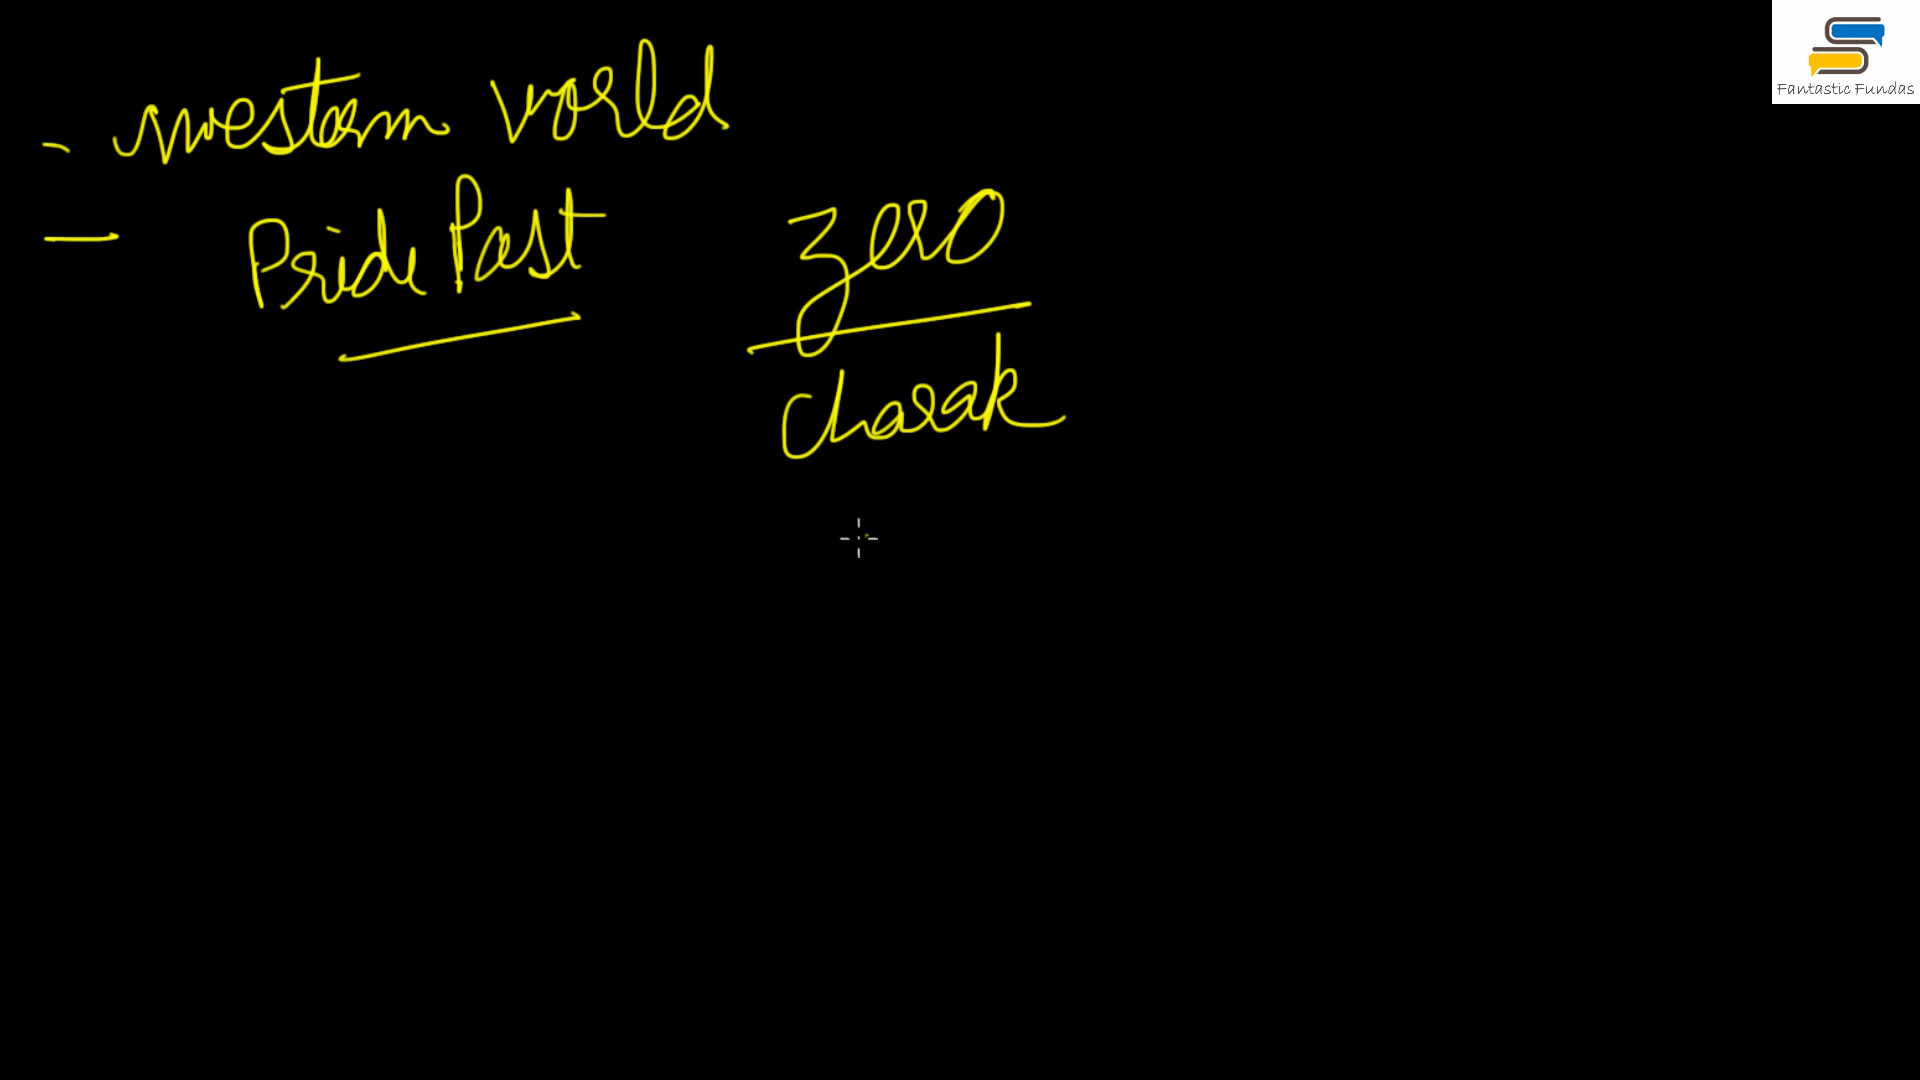 - western world
- Pride Past
zero
charak
Fantastic Fundas